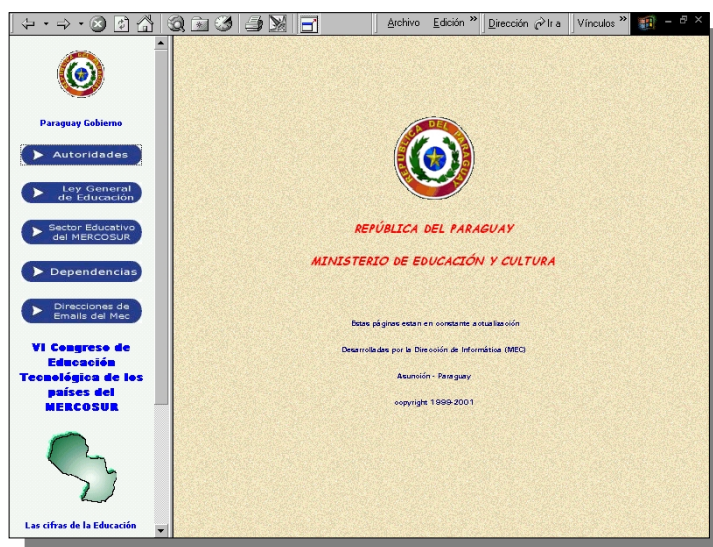 Archivo Edición » Dirección Ir a Vínculos »
Paraguay Gobierno
Autoridades
Ley General
de Educación
Sector Educativo
del MERCOSUR
Dependencias
Direcciones de
Emails del Mec
VI Congreso de
Educación
Tecnológica de los
países del
MERCOSUR
Las cifras de la Educación
REPUBLICA DEL PARAGUAY
REPÚBLICA DEL PARAGUAY
MINISTERIO DE EDUCACIÓN Y CULTURA
Estas páginas estan en constante actualización
Desarrolladas por la Dirección de Informática (MEC)
Asunción - Paraguay
copyright 1999-2001